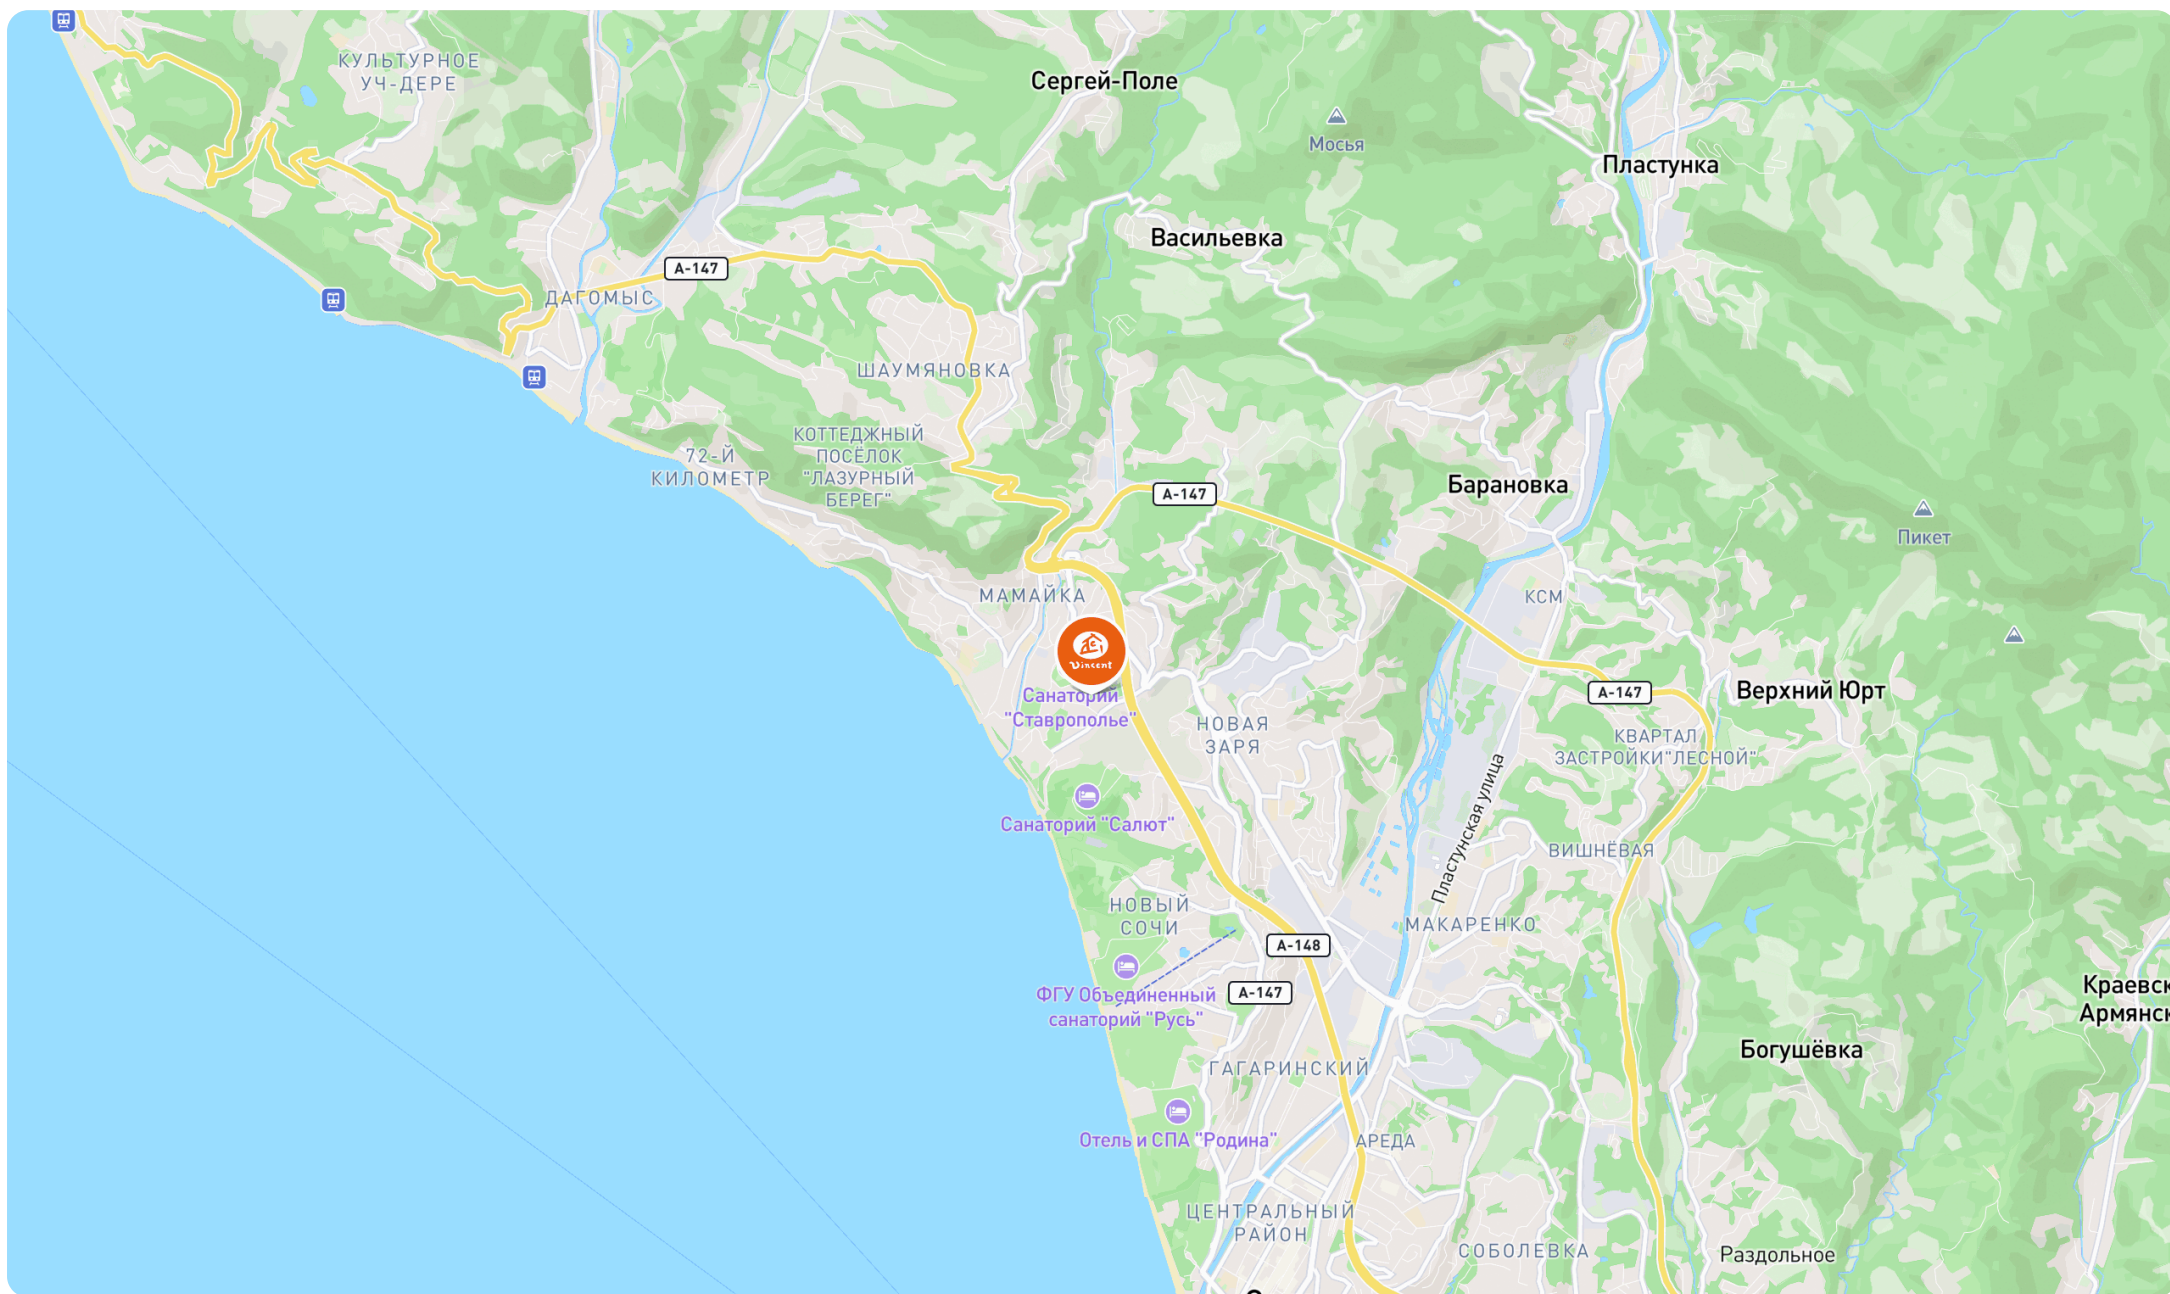 КУЛЬТУРНОЕ
УЧ-ДЕРЕ
Сергей-Поле
Мосья
Пластунка
Васильевка
А-147
ДАГОМЫС
ШАУМЯНОВКА
КОТТЕДЖНЫЙ
ПОСЁЛОК
"ЛАЗУРНЫЙ
БЕРЕГ"
72-Й
КИЛОМЕТР
А-147
Барановка
Пикет
МАМАЙКА
КСМ
Vincent
Санаторий
"Ставрополье"
А-147
Верхний Юрт
НОВАЯ
ЗАРЯ
КВАРТАЛ
ЗАСТРОЙКИ"ЛЕСНОЙ"
Пластунская улица
Санаторий "Салют"
ВИШНЁВАЯ
НОВЫЙ
СОЧИ
МАКАРЕНКО
А-148
А-147
ФГУ Объединенный
санаторий "Русь"
Краевск
Армянск
Богушёвка
ГАГАРИНСКИЙ
Отель и СПА "Родина"
АРЕДА
ЦЕНТРАЛЬНЫЙ
РАЙОН
СОБОЛЕВКА
Раздольное